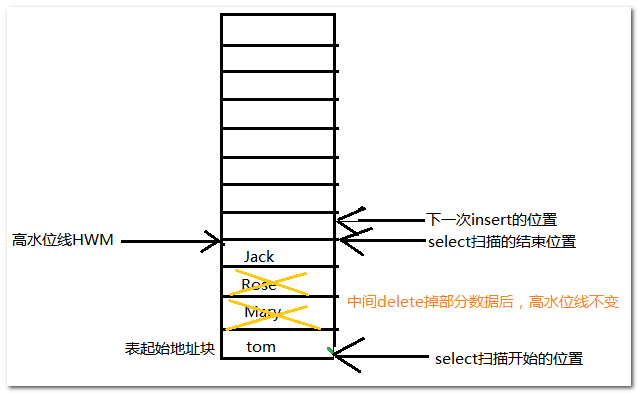 下一次insert的位置
高水位线HWM
select扫描的结束位置
Jack
Rose
中间delete掉部分数据后，高水位线不变
Mary
表起始地址块
tom
select扫描开始的位置